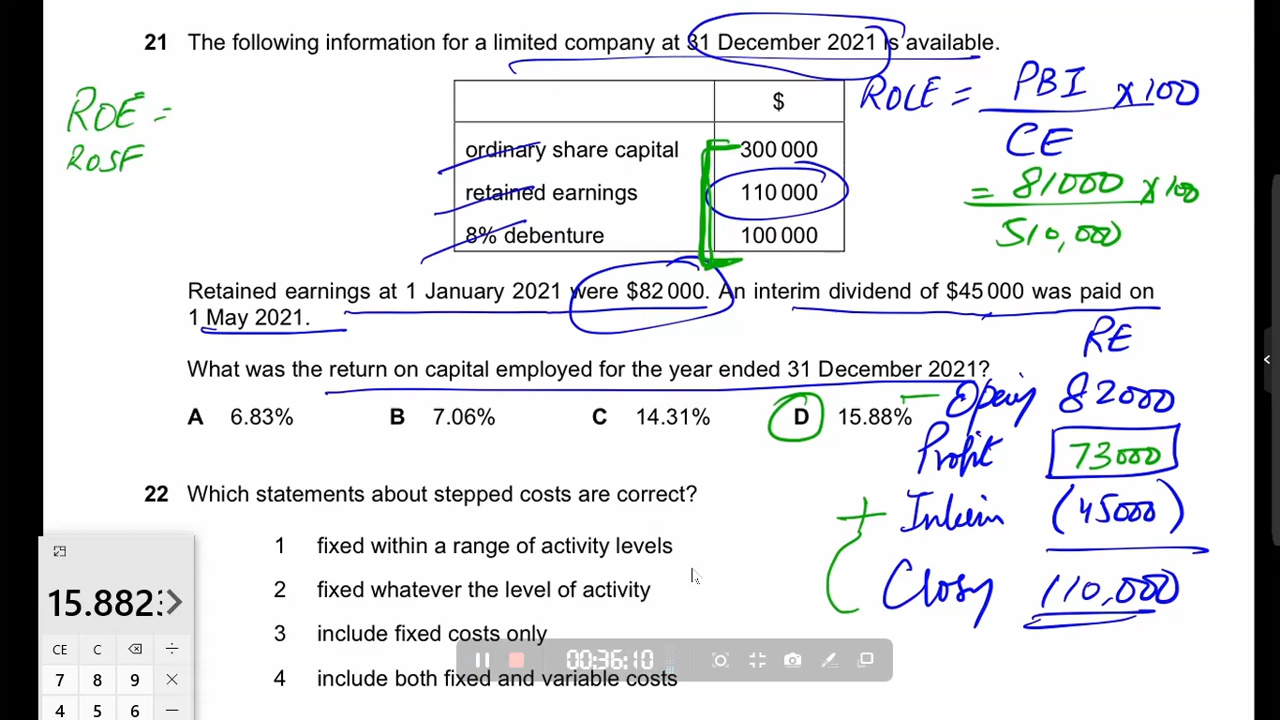 21 The following information for a limited company at 31 December 2021 is available.
$
ordinary share capital 300 000
retained earnings 110 000
8% debenture 100 000
ROE =
ROSF
ROCE = PBI × 100
CE
= 81000 × 100
510,000
Retained earnings at 1 January 2021 were $82 000. An interim dividend of $45 000 was paid on
1 May 2021.
What was the return on capital employed for the year ended 31 December 2021?
A 6.83% B 7.06% C 14.31% D 15.88%
RE
Opening 82000
Profit 73000
+ Interim (45000)
Closing 110,000
22 Which statements about stepped costs are correct?
1 fixed within a range of activity levels
2 fixed whatever the level of activity
3 include fixed costs only
4 include both fixed and variable costs
15.882
CE C ÷
7 8 9 ×
4 5 6 −
00:36:10